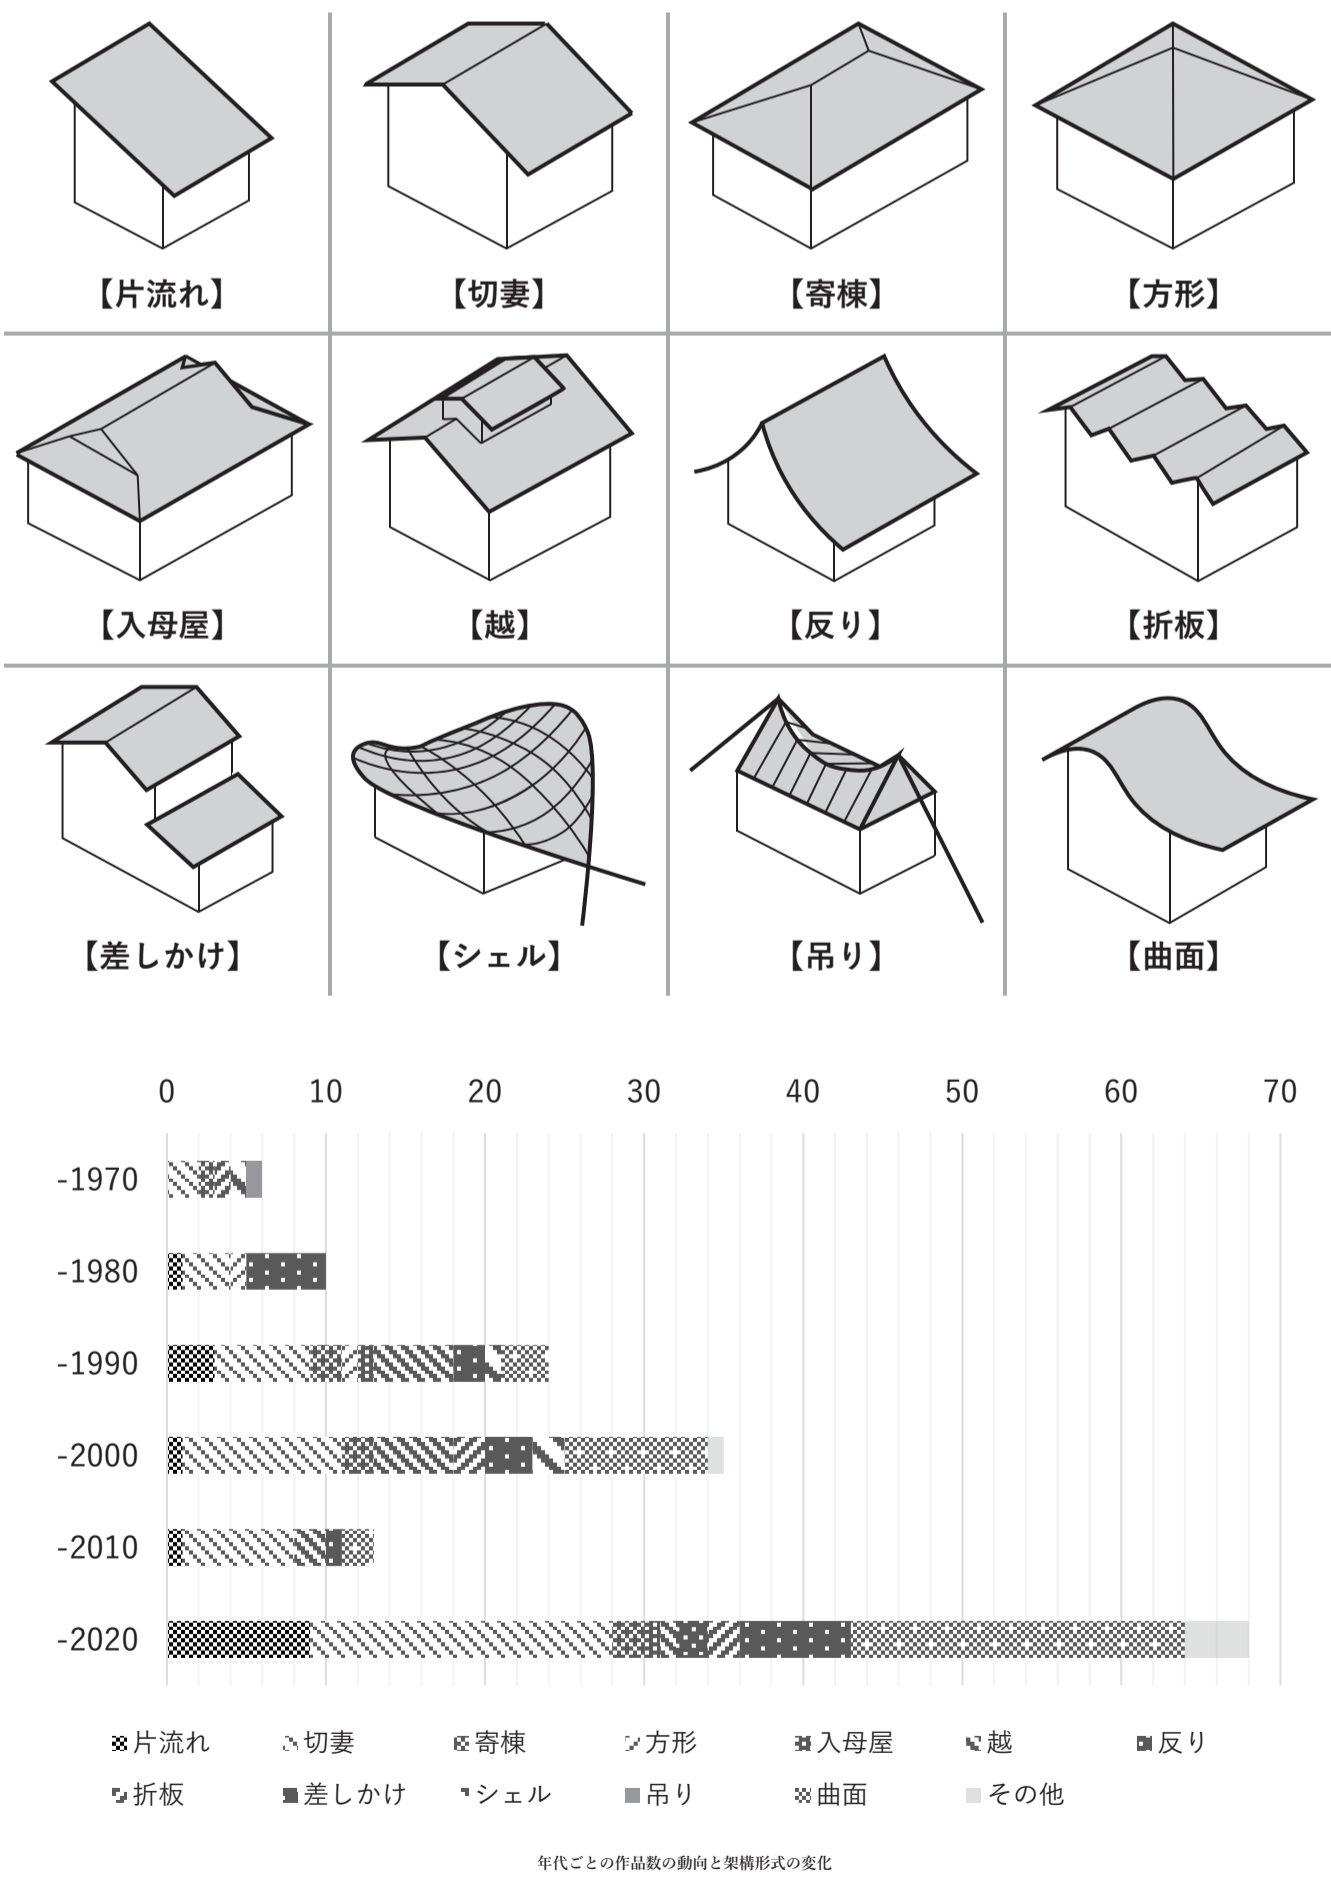 【片流れ】 【切妻】 【寄棟】 【方形】
【入母屋】 【越】 【反り】 【折板】
【差しかけ】 【シェル】 【吊り】 【曲面】
0 10 20 30 40 50 60 70
-1970
-1980
-1990
-2000
-2010
-2020
片流れ 切妻 寄棟 方形 入母屋 越 反り
折板 差しかけ シェル 吊り 曲面 その他
年代ごとの作品数の動向と架構形式の変化